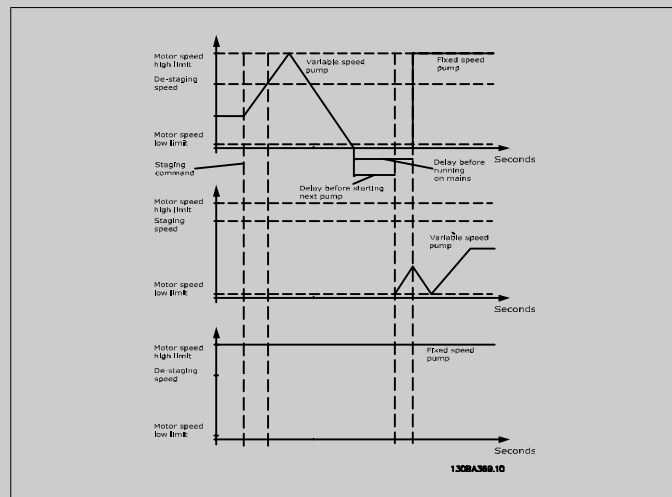 Motor speed
high limit
Variable speed
pump
Fixed speed
pump
De-staging
speed
Motor speed
low limit
Seconds
Staging
command
Delay before
running
on mains
Delay before starting
next pump
Motor speed
high limit
Staging
speed
Variable speed
pump
Motor speed
low limit
Seconds
Motor speed
high limit
Fixed speed
pump
De-staging
speed
Motor speed
low limit
Seconds
130BA369.10